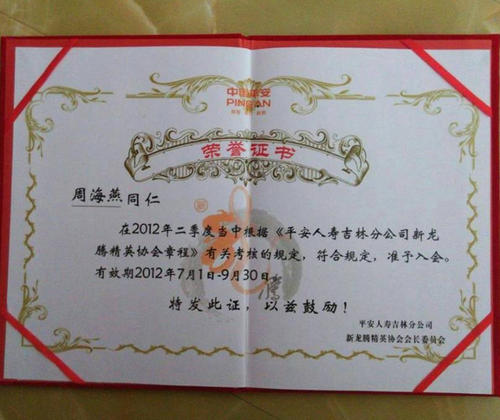 中国平安
PING AN
荣誉证书
周海燕同仁
在2012年二季度当中根据《平安人寿吉林分公司新龙
腾精英协会章程》有关考核的规定，符合规定，准予入会。
有效期2012年7月1日-9月30日。
腾
特发此证，以兹鼓励！
平安人寿吉林分公司
新龙腾精英协会会长委员会